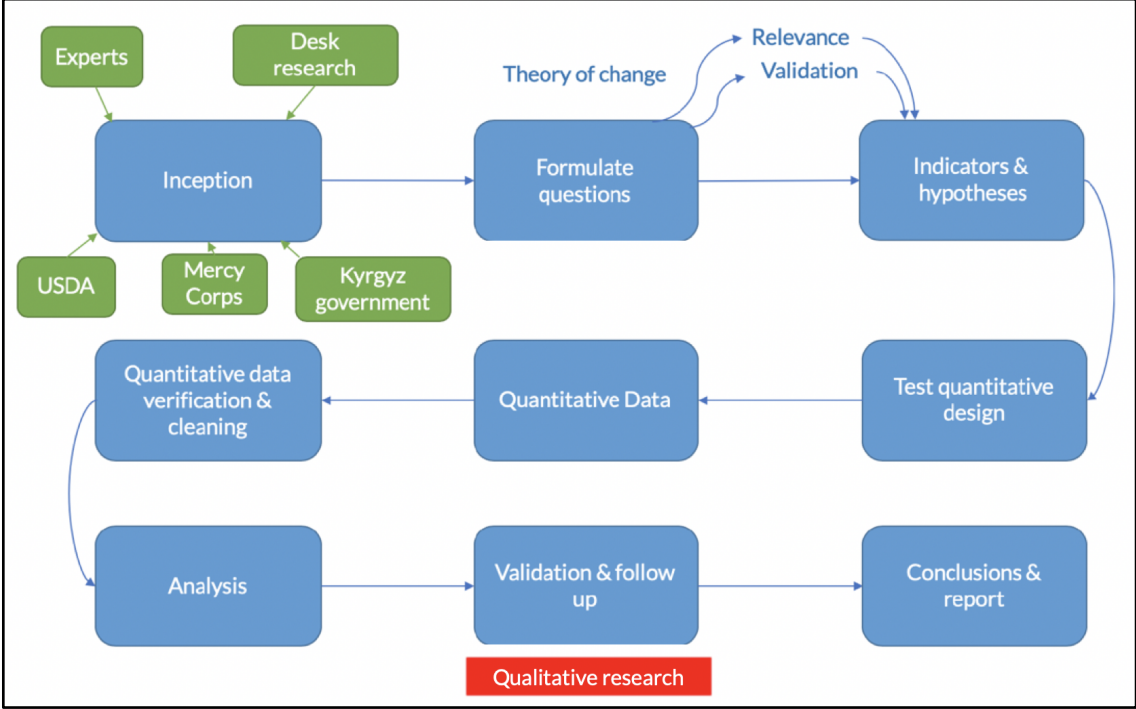 Experts
Desk
research
Theory of change
Relevance
Validation
Inception
Formulate
questions
Indicators &
hypotheses
USDA
Mercy
Corps
Kyrgyz
government
Quantitative data
verification &
cleaning
Quantitative Data
Test quantitative
design
Analysis
Validation & follow
up
Conclusions &
report
Qualitative research